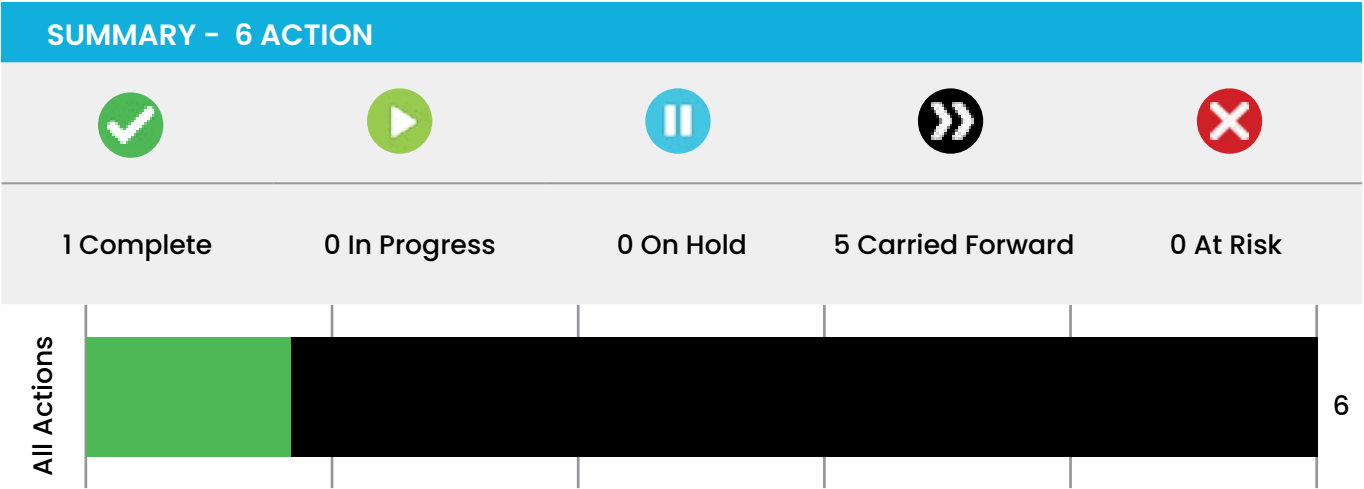 SUMMARY - 6 ACTION
1 Complete
0 In Progress
0 On Hold
5 Carried Forward
0 At Risk
All Actions
6